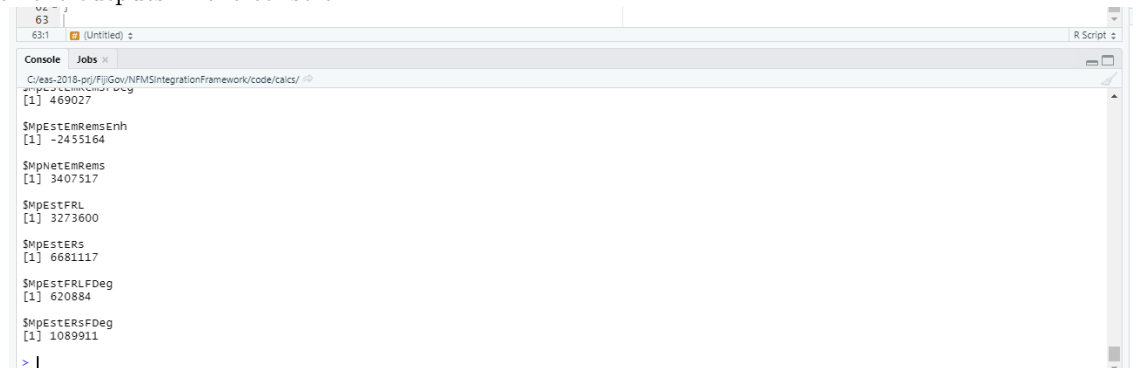 63
63:1 (Untitled) R Script
Console Jobs
C:/eas-2018-prj/FijiGov/NFMSIntegrationFramework/code/calcs/
[1] 469027
$MpEstEmRemsEnh
[1] -2455164
$MpNetEmRems
[1] 3407517
$MpEstFRL
[1] 3273600
$MpEstERs
[1] 6681117
$MpEstFRLFDeg
[1] 620884
$MpEstERsFDeg
[1] 1089911
>